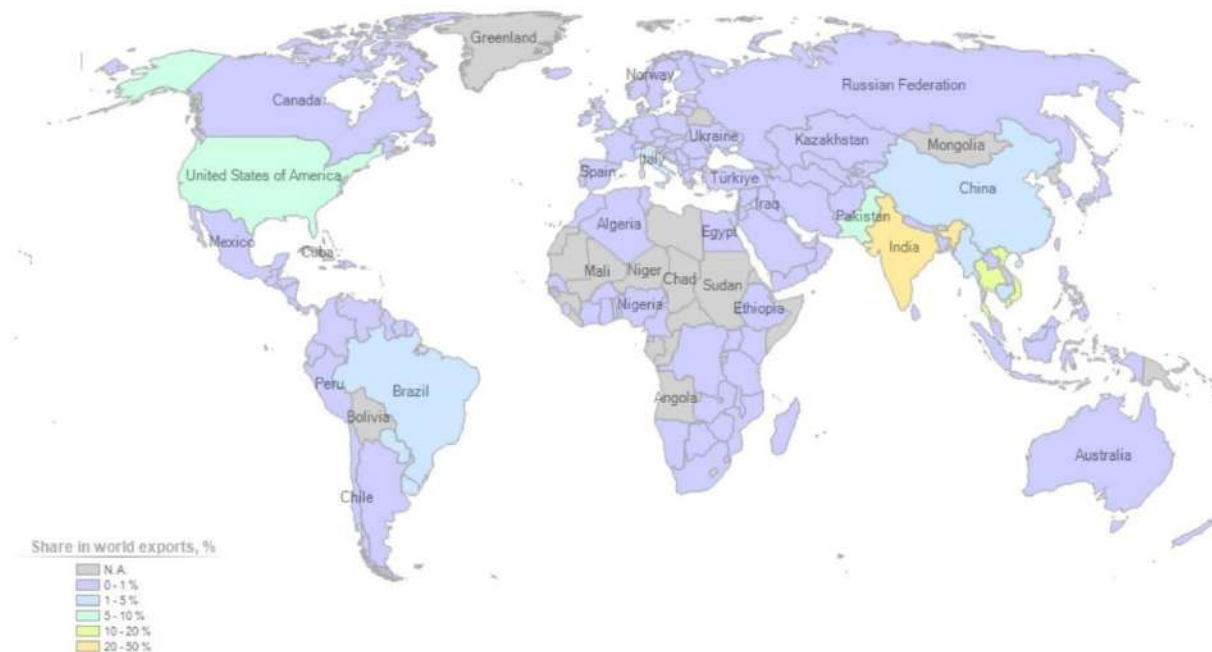 Greenland
Norway
Russian Federation
Canada
Ukraine
Kazakhstan
Mongolia
Italy
Spain
Türkiye
China
United States of America
Iraq
Pakistan
Algeria
Egypt
Mexico
India
Cuba
Mali
Niger
Chad
Sudan
Nigeria
Ethiopia
Peru
Brazil
Angola
Bolivia
Australia
Chile
Share in world exports, %
N.A.
0 - 1 %
1 - 5 %
5 - 10 %
10 - 20 %
20 - 50 %